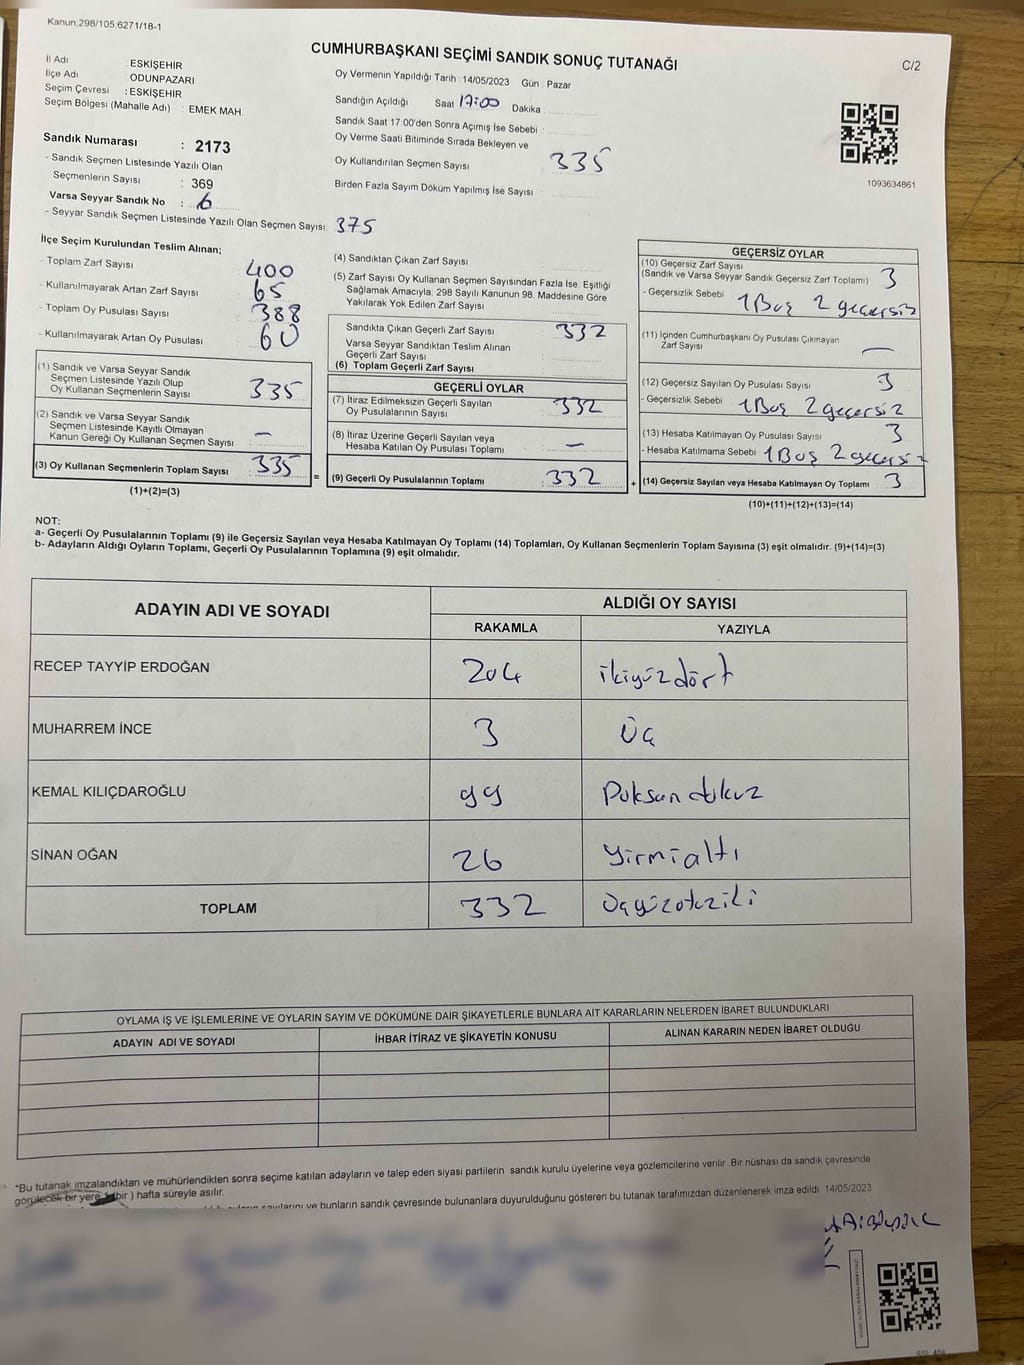 Kanun:298/105,6271/18-1
CUMHURBAŞKANI SEÇİMİ SANDIK SONUÇ TUTANAĞI
C/2
İl Adı : ESKİŞEHİR
İlçe Adı ODUNPAZARI
Seçim Çevresi : ESKİŞEHİR
Seçim Bölgesi (Mahalle Adı) : EMEK MAH.
Oy Vermenin Yapıldığı Tarih : 14/05/2023 Gün : Pazar
Sandığın Açıldığı Saat 17:00 Dakika
Sandık Saat 17:00'den Sonra Açımış İse Sebebi :
Oy Verme Saati Bitiminde Sırada Bekleyen ve
Oy Kullandırılan Seçmen Sayısı 335
Birden Fazla Sayım Döküm Yapılmış İse Sayısı
1093634861
Sandık Numarası : 2173
- Sandık Seçmen Listesinde Yazılı Olan
Seçmenlerin Sayısı : 369
Varsa Seyyar Sandık No : 6
- Seyyar Sandık Seçmen Listesinde Yazılı Olan Seçmen Sayısı: 375
İlçe Seçim Kurulundan Teslim Alınan;
- Toplam Zarf Sayısı 400
- Kullanılmayarak Artan Zarf Sayısı 65
- Toplam Oy Pusulası Sayısı 388
- Kullanılmayarak Artan Oy Pusulası 60
(1) Sandık ve Varsa Seyyar Sandık
Seçmen Listesinde Yazılı Olup
Oy Kullanan Seçmenlerin Sayısı 335
(2) Sandık ve Varsa Seyyar Sandık
Seçmen Listesinde Kayıtlı Olmayan
Kanun Gereği Oy Kullanan Seçmen Sayısı —
(3) Oy Kullanan Seçmenlerin Toplam Sayısı 335
(1)+(2)=(3)
(4) Sandıktan Çıkan Zarf Sayısı
(5) Zarf Sayısı Oy Kullanan Seçmen Sayısından Fazla İse. Eşitliği
Sağlamak Amacıyla, 298 Sayılı Kanunun 98. Maddesine Göre
Yakılarak Yok Edilen Zarf Sayısı
Sandıkta Çıkan Geçerli Zarf Sayısı 332
Varsa Seyyar Sandıktan Teslim Alınan
Geçerli Zarf Sayısı
(6) Toplam Geçerli Zarf Sayısı
GEÇERLİ OYLAR
(7) İtiraz Edilmeksizin Geçerli Sayılan
Oy Pusulalarının Sayısı 332
(8) İtiraz Üzerine Geçerli Sayılan veya
Hesaba Katılan Oy Pusulası Toplamı —
= (9) Geçerli Oy Pusulalarının Toplamı 332
GEÇERSİZ OYLAR
(10) Geçersiz Zarf Sayısı
(Sandık ve Varsa Seyyar Sandık Geçersiz Zarf Toplamı) 3
- Geçersizlik Sebebi 1 Boş 2 geçersiz
(11) İçinden Cumhurbaşkanı Oy Pusulası Çıkmayan
Zarf Sayısı —
(12) Geçersiz Sayılan Oy Pusulası Sayısı 3
- Geçersizlik Sebebi 1 Boş 2 geçersiz
(13) Hesaba Katılmayan Oy Pusulası Sayısı 3
- Hesaba Katılmama Sebebi 1 Boş 2 geçersiz
+ (14) Geçersiz Sayılan veya Hesaba Katılmayan Oy Toplamı 3
(10)+(11)+(12)+(13)=(14)
NOT:
a- Geçerli Oy Pusulalarının Toplamı (9) ile Geçersiz Sayılan veya Hesaba Katılmayan Oy Toplamı (14) Toplamları, Oy Kullanan Seçmenlerin Toplam Sayısına (3) eşit olmalıdır. (9)+(14)=(3)
b- Adayların Aldığı Oyların Toplamı, Geçerli Oy Pusulalarının Toplamına (9) eşit olmalıdır.
ADAYIN ADI VE SOYADI
ALDIĞI OY SAYISI
RAKAMLA YAZIYLA
RECEP TAYYİP ERDOĞAN 204 ikiyüzdört
MUHARREM İNCE 3 Üç
KEMAL KILIÇDAROĞLU 99 Doksan dokuz
SİNAN OĞAN 26 Yirmialtı
TOPLAM 332
OYLAMA İŞ VE İŞLEMLERİNE VE OYLARIN SAYIM VE DÖKÜMÜNE DAİR ŞİKAYETLERLE BUNLARA AİT KARARLARIN NELERDEN İBARET BULUNDUKLARI
ADAYIN ADI VE SOYADI
İHBAR İTİRAZ VE ŞİKAYETİN KONUSU
ALINAN KARARIN NEDEN İBARET OLDUĞU
*Bu tutanak imzalandıktan ve mühürlendikten sonra seçime katılan adayların ve talep eden siyasi partilerin sandık kurulu üyelerine veya gözlemcilerine verilir. Bir nüshası da sandık çevresinde
görülecek bir yere 1 (bir ) hafta süreyle asılır.
sayılarını ve bunların sandık çevresinde bulunanlara duyurulduğunu gösteren bu tutanak tarafımızdan düzenlenerek imza edildi. 14/05/2023